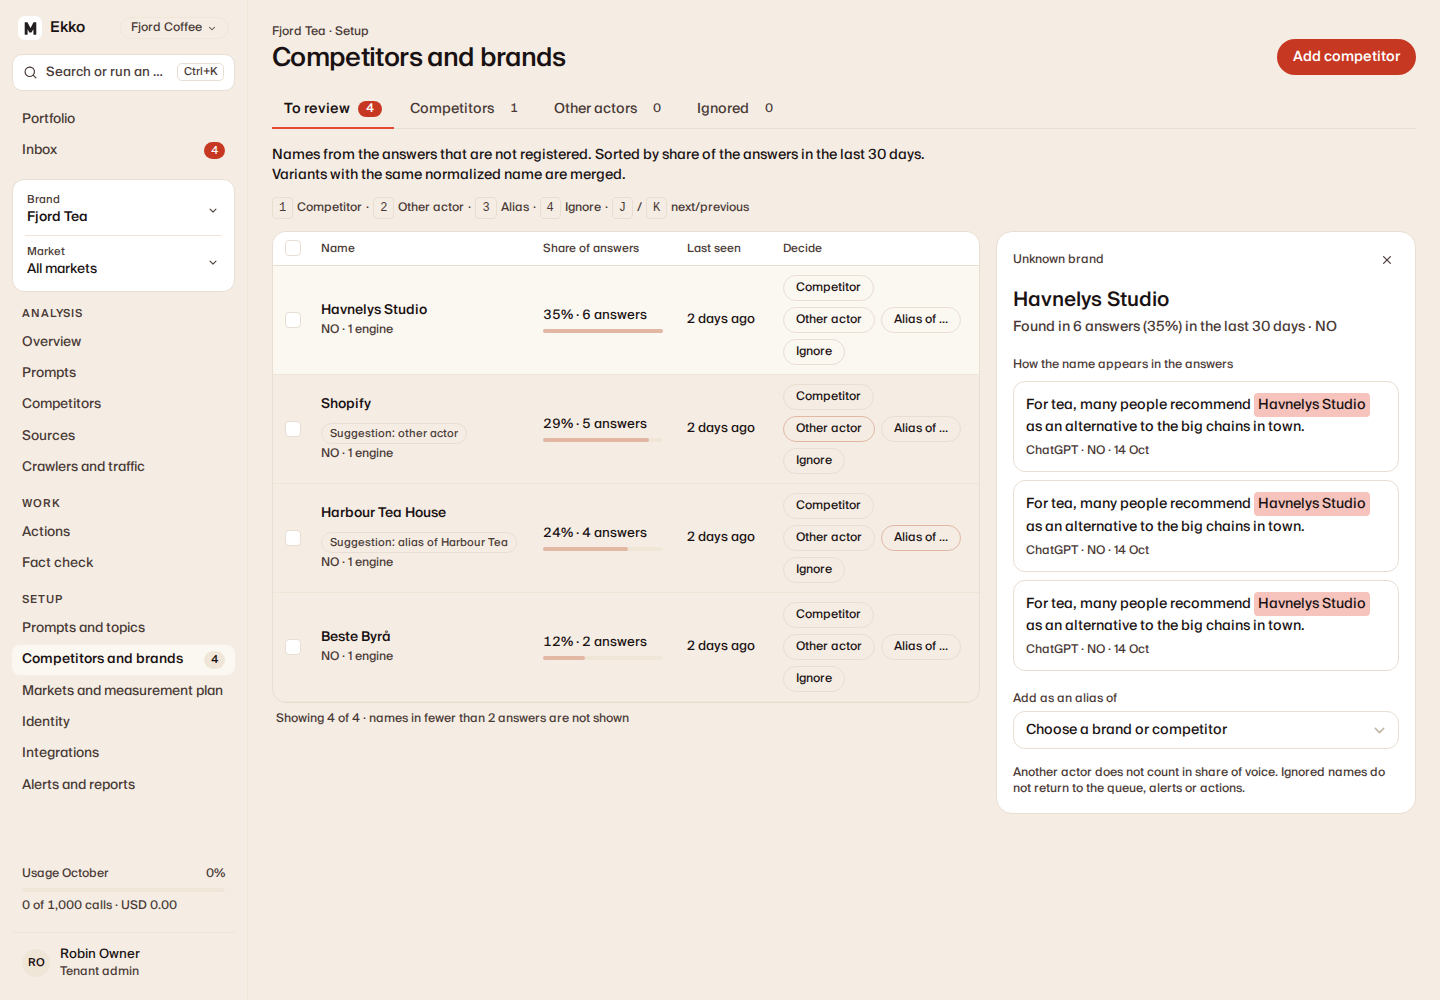 Ekko
Fjord Coffee
Search or run an ...
Ctrl+K
Portfolio
Inbox
4
Brand
Fjord Tea
Market
All markets
ANALYSIS
Overview
Prompts
Competitors
Sources
Crawlers and traffic
WORK
Actions
Fact check
SETUP
Prompts and topics
Competitors and brands
4
Markets and measurement plan
Identity
Integrations
Alerts and reports
Usage October
0%
0 of 1,000 calls · USD 0.00
RO
Robin Owner
Tenant admin
Fjord Tea · Setup
Competitors and brands
Add competitor
To review 4
Competitors 1
Other actors 0
Ignored 0
Names from the answers that are not registered. Sorted by share of the answers in the last 30 days.
Variants with the same normalized name are merged.
1 Competitor · 2 Other actor · 3 Alias · 4 Ignore · J / K next/previous
Name
Share of answers
Last seen
Decide
Havnelys Studio
NO · 1 engine
35% · 6 answers
2 days ago
Competitor
Other actor
Alias of ...
Ignore
Shopify
Suggestion: other actor
NO · 1 engine
29% · 5 answers
2 days ago
Competitor
Other actor
Alias of ...
Ignore
Harbour Tea House
Suggestion: alias of Harbour Tea
NO · 1 engine
24% · 4 answers
2 days ago
Competitor
Other actor
Alias of ...
Ignore
Beste Byrå
NO · 1 engine
12% · 2 answers
2 days ago
Competitor
Other actor
Alias of ...
Ignore
Showing 4 of 4 · names in fewer than 2 answers are not shown
Unknown brand
Havnelys Studio
Found in 6 answers (35%) in the last 30 days · NO
How the name appears in the answers
For tea, many people recommend Havnelys Studio
as an alternative to the big chains in town.
ChatGPT · NO · 14 Oct
For tea, many people recommend Havnelys Studio
as an alternative to the big chains in town.
ChatGPT · NO · 14 Oct
For tea, many people recommend Havnelys Studio
as an alternative to the big chains in town.
ChatGPT · NO · 14 Oct
Add as an alias of
Choose a brand or competitor
Another actor does not count in share of voice. Ignored names do
not return to the queue, alerts or actions.